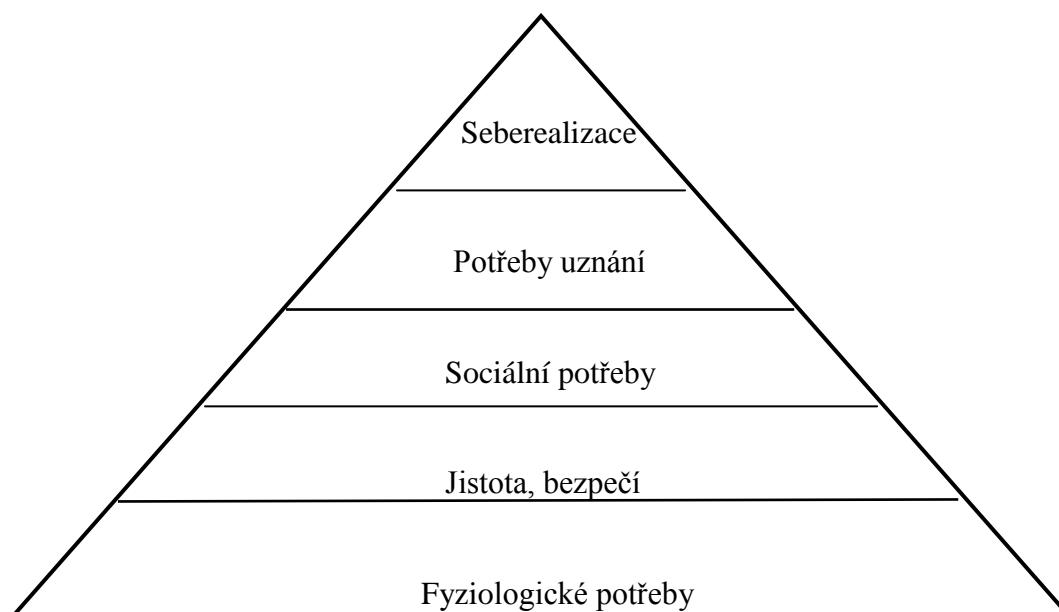 Seberealizace
Potřeby uznání
Sociální potřeby
Jistota, bezpečí
Fyziologické potřeby